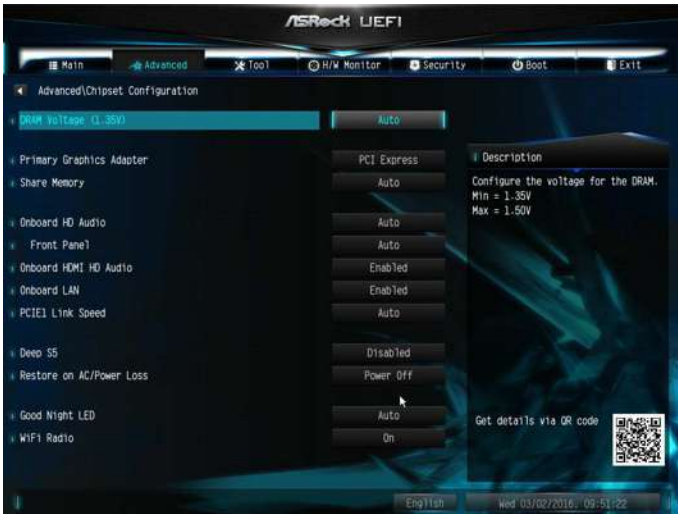 ASRock UEFI
Main Advanced Tool H/W Monitor Security Boot Exit
Advanced\Chipset Configuration
DRAM Voltage (1.35V) Auto
Primary Graphics Adapter PCI Express
Share Memory Auto
Onboard HD Audio Auto
Front Panel Auto
Onboard HDMI HD Audio Enabled
Onboard LAN Enabled
PCIE1 Link Speed Auto
Deep S5 Disabled
Restore on AC/Power Loss Power Off
Good Night LED Auto
WiFi Radio On
Description
Configure the voltage for the DRAM.
Min = 1.35V
Max = 1.50V
Get details via QR code
English Wed 03/02/2016, 09:51:22